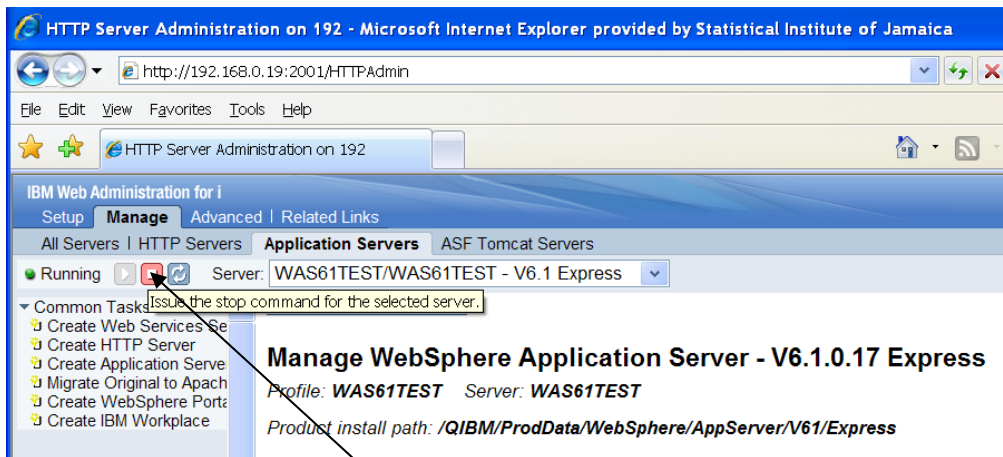 HTTP Server Administration on 192 - Microsoft Internet Explorer provided by Statistical Institute of Jamaica
http://192.168.0.19:2001/HTTPAdmin
File Edit View Favorites Tools Help
HTTP Server Administration on 192
IBM Web Administration for i
Setup Manage Advanced | Related Links
All Servers | HTTP Servers Application Servers ASF Tomcat Servers
Running Server: WAS61TEST/WAS61TEST - V6.1 Express
Issue the stop command for the selected server.
Common Tasks
Create Web Services Se
Create HTTP Server
Create Application Serve
Migrate Original to Apach
Create WebSphere Porta
Create IBM Workplace
Manage WebSphere Application Server - V6.1.0.17 Express
Profile: WAS61TEST Server: WAS61TEST
Product install path: /QIBM/ProdData/WebSphere/AppServer/V61/Express